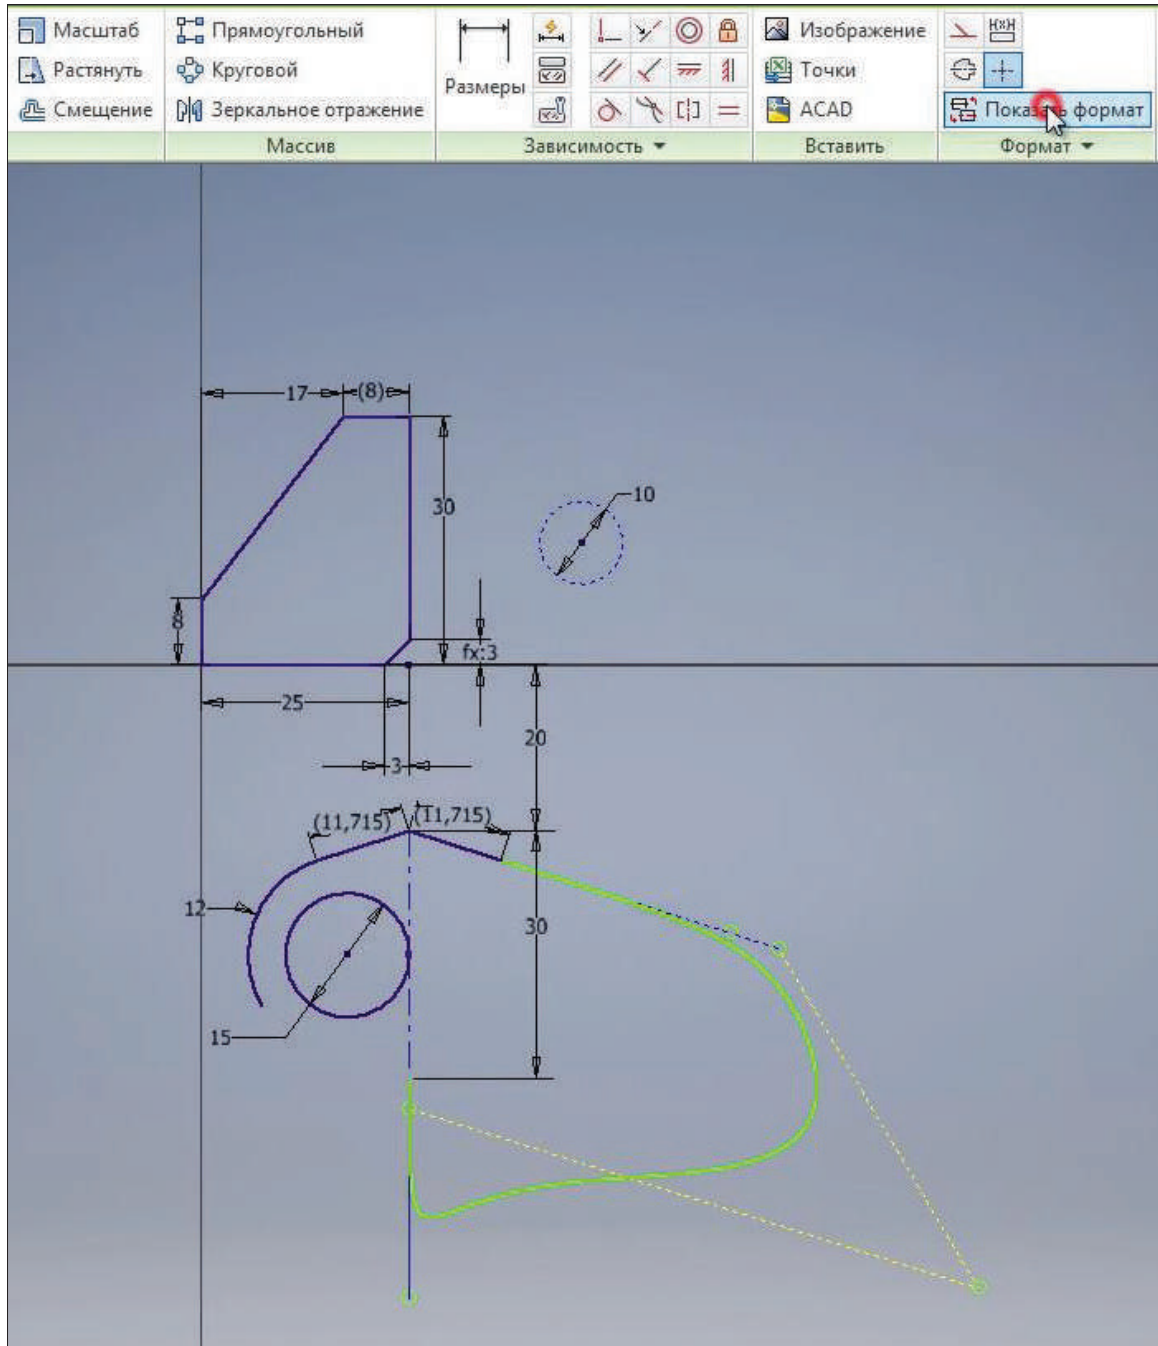 Масштаб Прямоугольный Изображение
Растянуть Круговой Размеры Точки
Смещение Зеркальное отражение ACAD Показать формат
Массив Зависимость Вставить Формат
17 (8)
10
30
8
fx:3
25
20
3
(11,715) (11,715)
12
30
15